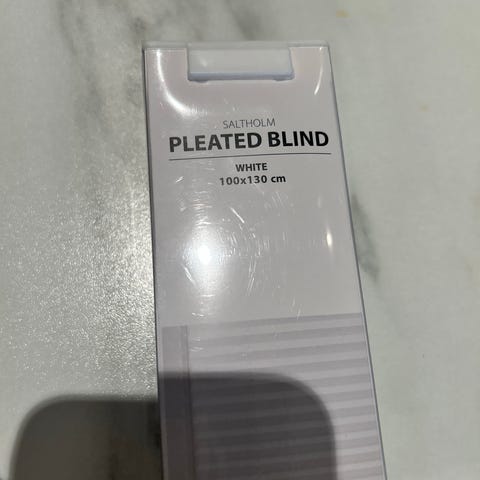 SALTHOLM
PLEATED BLIND
WHITE
100x130 cm